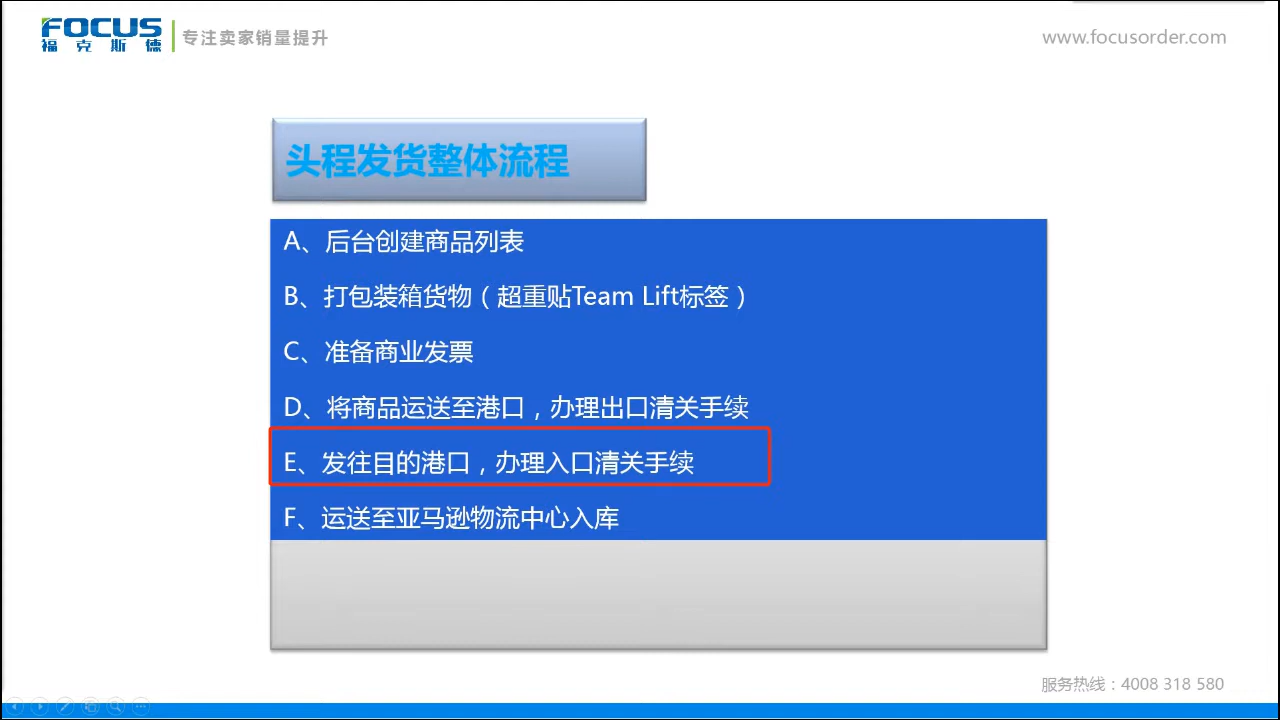 FOCUS
福克斯德
专注卖家销量提升
www.focusorder.com
头程发货整体流程
A、后台创建商品列表
B、打包装箱货物（超重贴Team Lift标签）
C、准备商业发票
D、将商品运送至港口，办理出口清关手续
E、发往目的港口，办理入口清关手续
F、运送至亚马逊物流中心入库
服务热线：4008 318 580